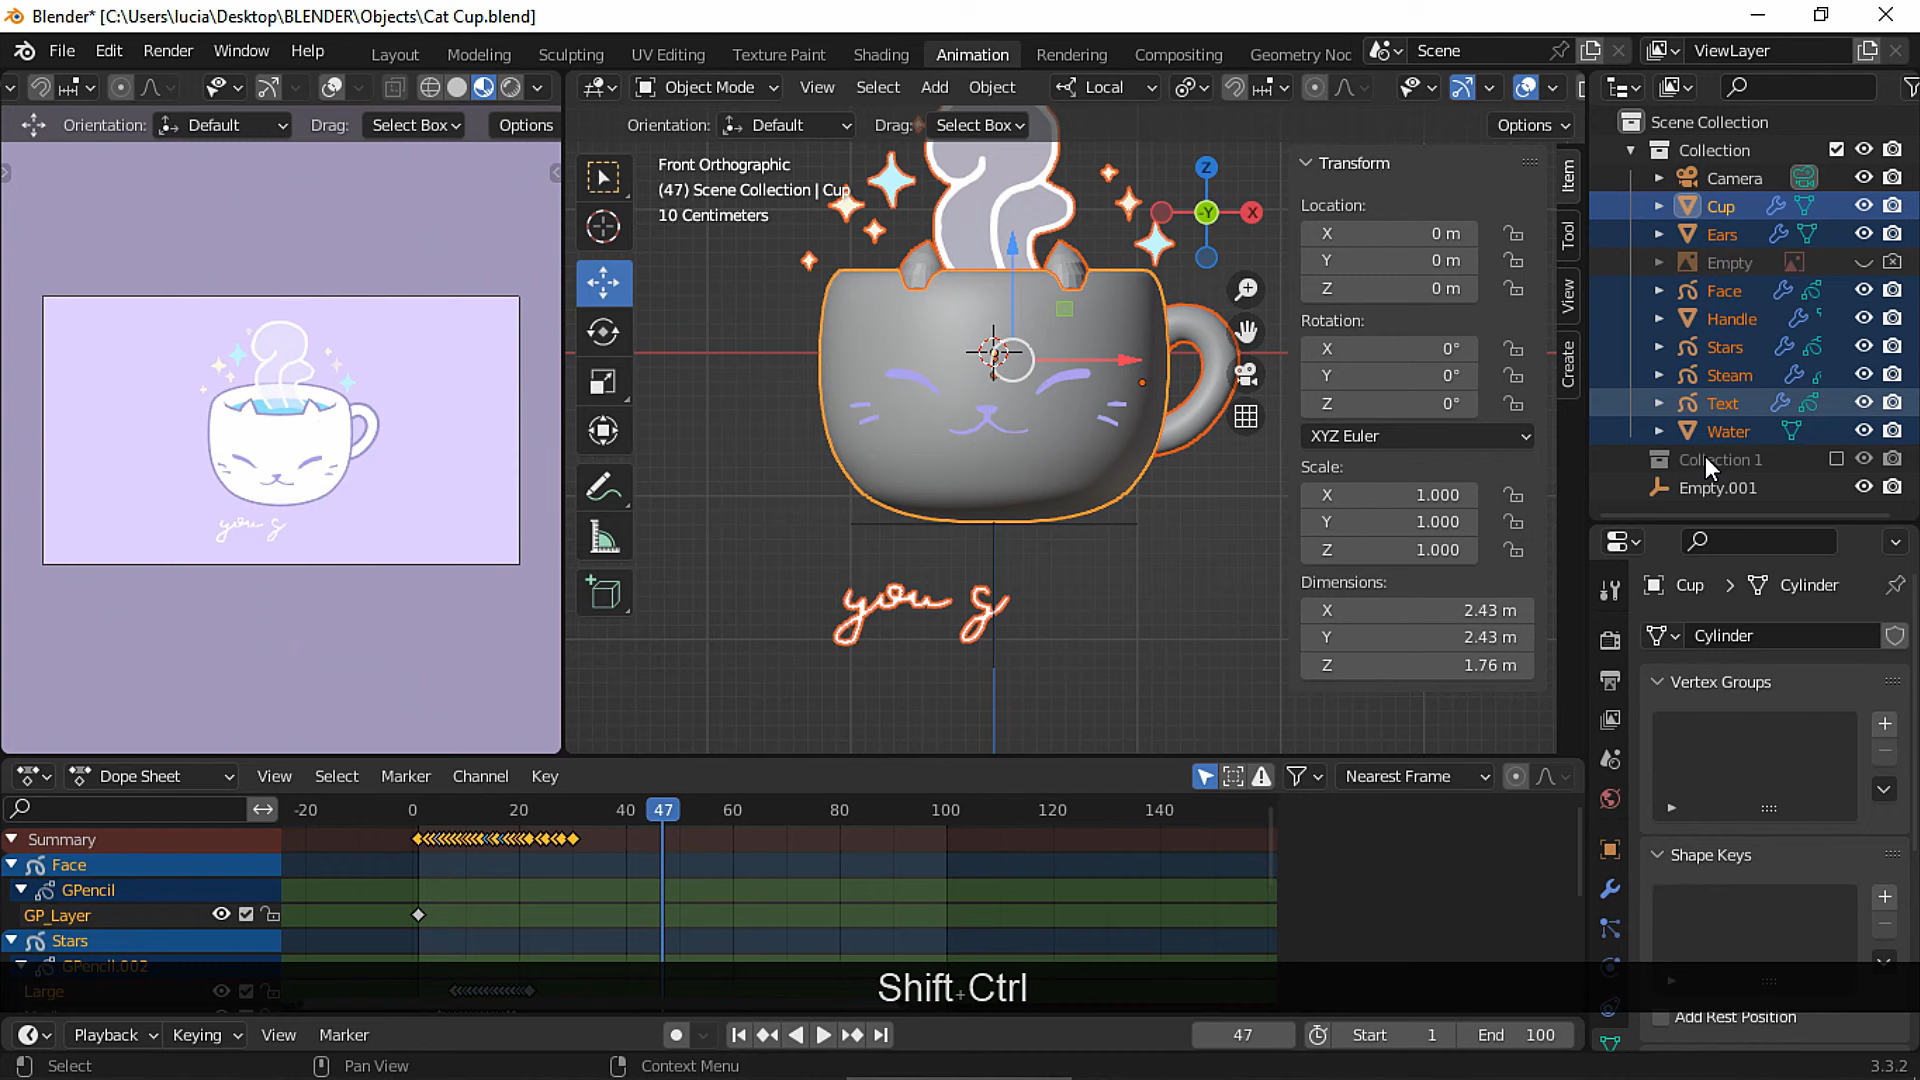 Blender* [C:\Users\lucia\Desktop\BLENDER\Objects\Cat Cup.blend]
File Edit Render Window Help
Layout Modeling Sculpting UV Editing Texture Paint Shading Animation Rendering Compositing Geometry Noc
Scene
ViewLayer
Object Mode View Select Add Object
Local
Orientation: Default Drag: Select Box Options
Orientation: Default Drag: Select Box Options
Front Orthographic
(47) Scene Collection | Cup
10 Centimeters
Z
X
-Y
Transform
Location:
X 0 m
Y 0 m
Z 0 m
Rotation:
X 0°
Y 0°
Z 0°
XYZ Euler
Scale:
X 1.000
Y 1.000
Z 1.000
Dimensions:
X 2.43 m
Y 2.43 m
Z 1.76 m
Item
Tool
View
Create
you g
you g
Scene Collection
Collection
Camera
Cup
Ears
Empty
Face
Handle
Stars
Steam
Text
Water
Collection 1
Empty.001
Cup > Cylinder
Cylinder
Vertex Groups
Shape Keys
Add Rest Position
Dope Sheet View Select Marker Channel Key
Nearest Frame
-20 0 20 40 47 60 80 100 120 140
Summary
Face
GPencil
GP_Layer
Stars
GPencil.002
Large
Shift + Ctrl
Playback Keying View Marker
47
Start 1
End 100
Select
Pan View
Context Menu
3.3.2